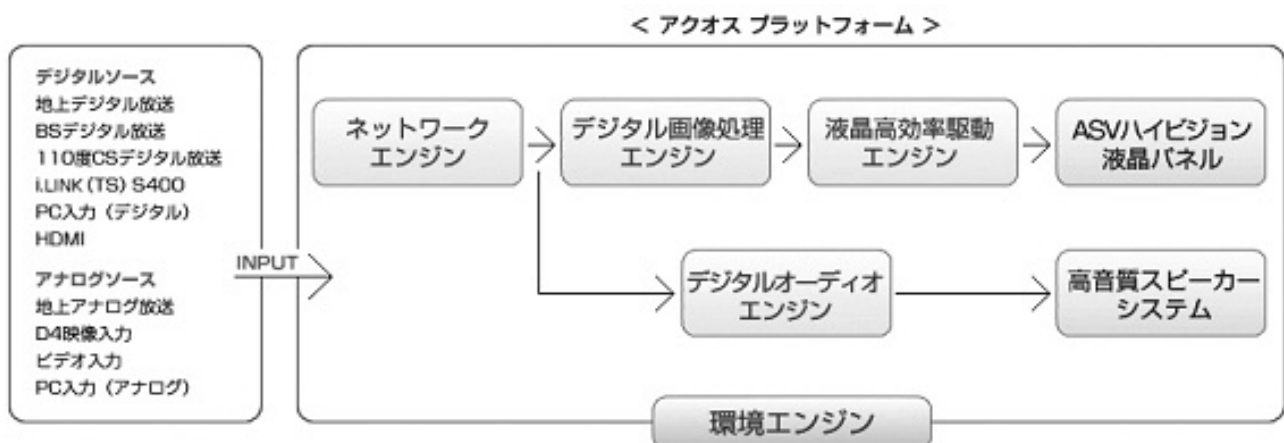 < アクオス プラットフォーム >
デジタルソース
地上デジタル放送
BSデジタル放送
110度CSデジタル放送
i.LINK (TS) S400
PC入力（デジタル）
HDMI
アナログソース
地上アナログ放送
D4映像入力
ビデオ入力
PC入力（アナログ）
INPUT
ネットワーク
エンジン
デジタル画像処理
エンジン
液晶高効率駆動
エンジン
ASVハイビジョン
液晶パネル
デジタルオーディオ
エンジン
高音質スピーカー
システム
環境エンジン